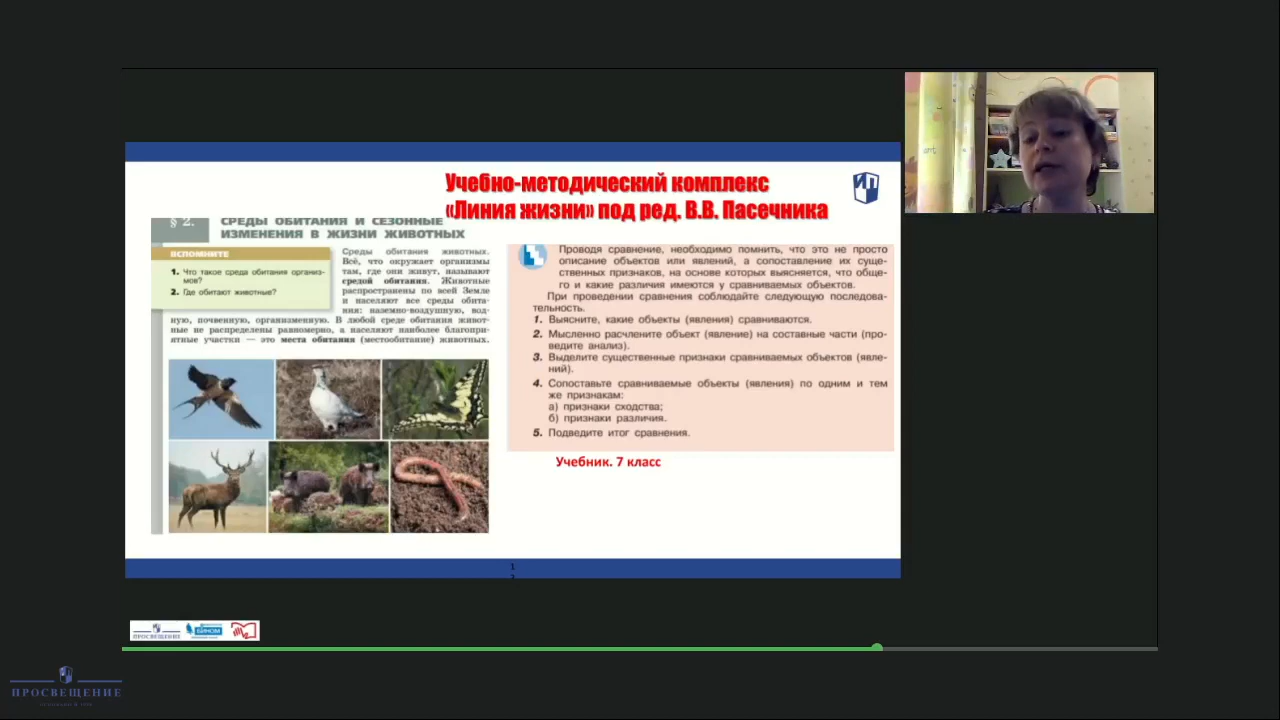 Учебно-методический комплекс
«Линия жизни» под ред. В.В. Пасечника
§ 2.
СРЕДЫ ОБИТАНИЯ И СЕЗОННЫЕ
ИЗМЕНЕНИЯ В ЖИЗНИ ЖИВОТНЫХ
ВСПОМНИТЕ
1. Что такое среда обитания организ-
мов?
2. Где обитают животные?
Среды обитания животных.
Всё, что окружает организмы
там, где они живут, называют
средой обитания. Животные
распространены по всей Земле
и населяют все среды обита-
ния: наземно-воздушную, вод-
ную, почвенную, организменную. В любой среде обитания живот-
ные не распределены равномерно, а населяют наиболее благопри-
ятные участки — это места обитания (местообитание) животных.
Проводя сравнение, необходимо помнить, что это не просто
описание объектов или явлений, а сопоставление их суще-
ственных признаков, на основе которых выясняется, что обще-
го и какие различия имеются у сравниваемых объектов.
При проведении сравнения соблюдайте следующую последова-
тельность.
1. Выясните, какие объекты (явления) сравниваются.
2. Мысленно расчлените объект (явление) на составные части (про-
ведите анализ).
3. Выделите существенные признаки сравниваемых объектов (явле-
ний).
4. Сопоставьте сравниваемые объекты (явления) по одним и тем
же признакам:
а) признаки сходства;
б) признаки различия.
5. Подведите итог сравнения.
Учебник. 7 класс
1
ПРОСВЕЩЕНИЕ
БИНОМ
ПРОСВЕЩЕНИЕ